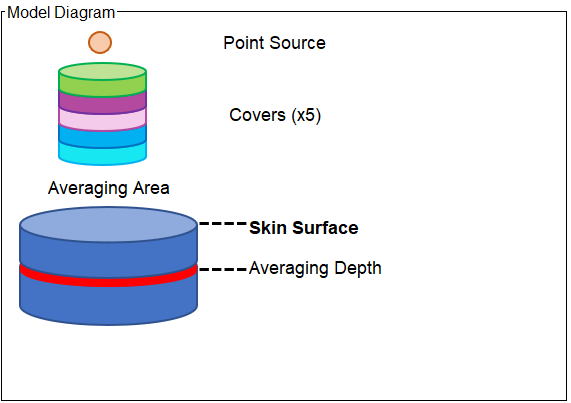 Model Diagram
Point Source
Covers (x5)
Averaging Area
Skin Surface
Averaging Depth